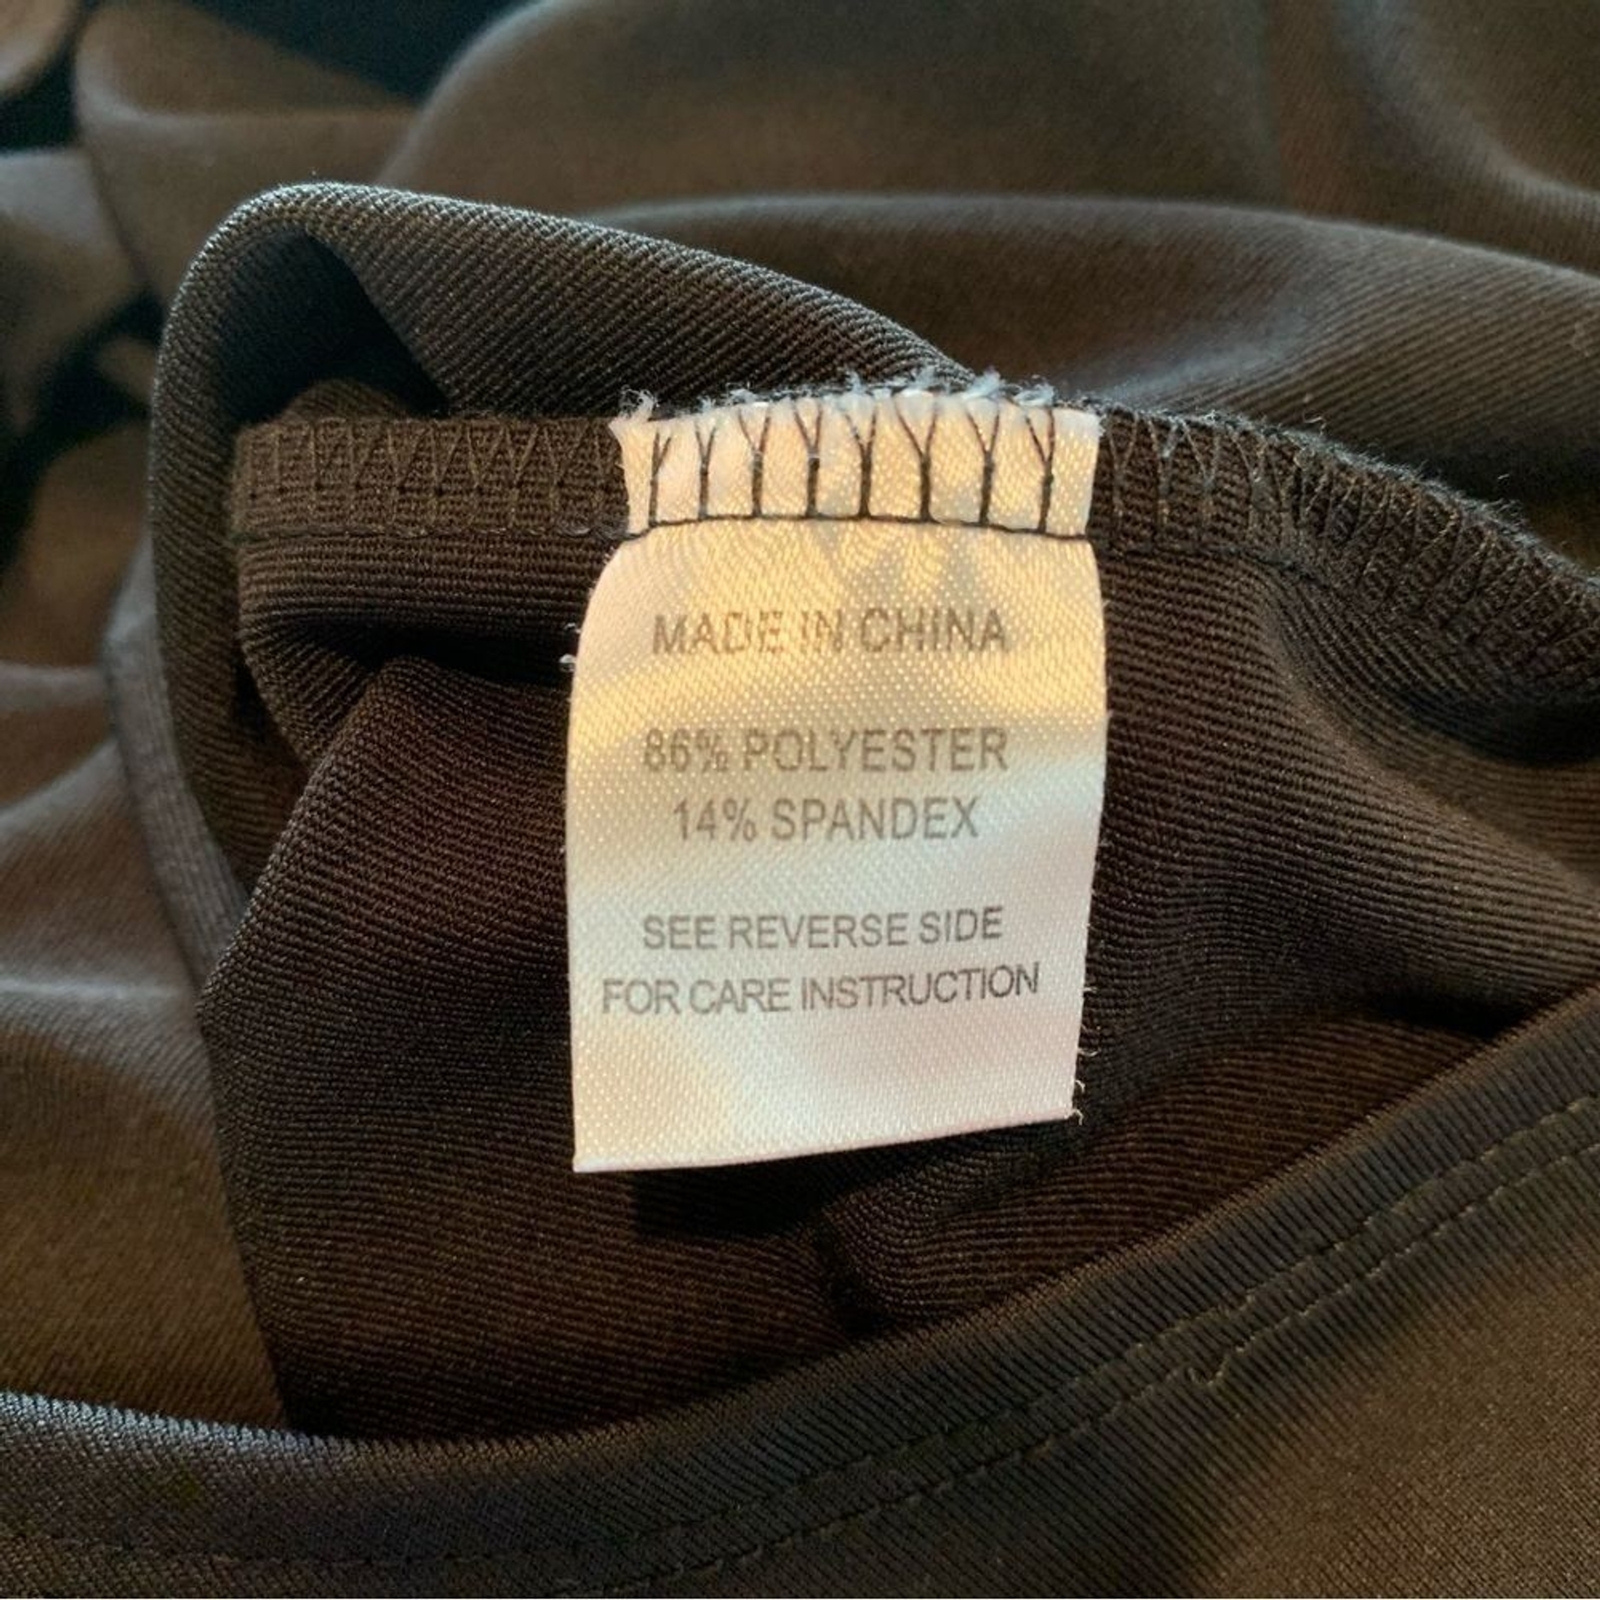 MADE IN CHINA
86% POLYESTER
14% SPANDEX
SEE REVERSE SIDE
FOR CARE INSTRUCTION